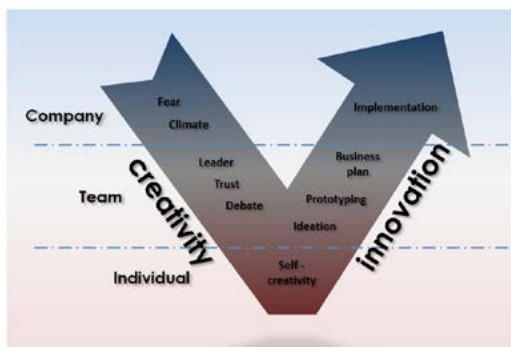 Fear
Climate
Company
Implementation
Leader
Trust
Debate
Team
creativity
Business
plan
Prototyping
Ideation
innovation
Self -
creativity
Individual